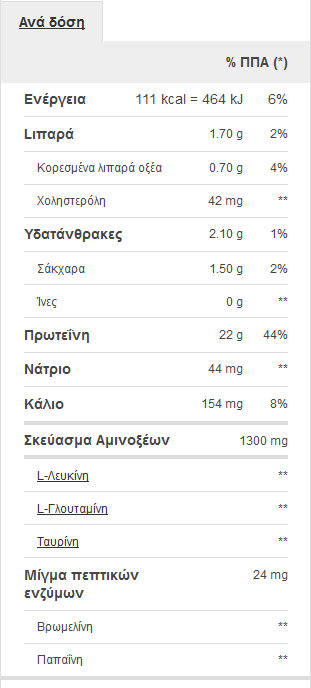 Ανά δόση
% ΠΠΑ (*)
Ενέργεια 111 kcal = 464 kJ 6%
Λιπαρά 1.70 g 2%
Κορεσμένα λιπαρά οξέα 0.70 g 4%
Χοληστερόλη 42 mg **
Υδατάνθρακες 2.10 g 1%
Σάκχαρα 1.50 g 2%
Ίνες 0 g **
Πρωτεΐνη 22 g 44%
Νάτριο 44 mg **
Κάλιο 154 mg 8%
Σκεύασμα Αμινοξέων 1300 mg
L-Λευκίνη **
L-Γλουταμίνη **
Ταυρίνη **
Μίγμα πεπτικών 24 mg
ενζύμων
Βρωμελίνη **
Παπαΐνη **